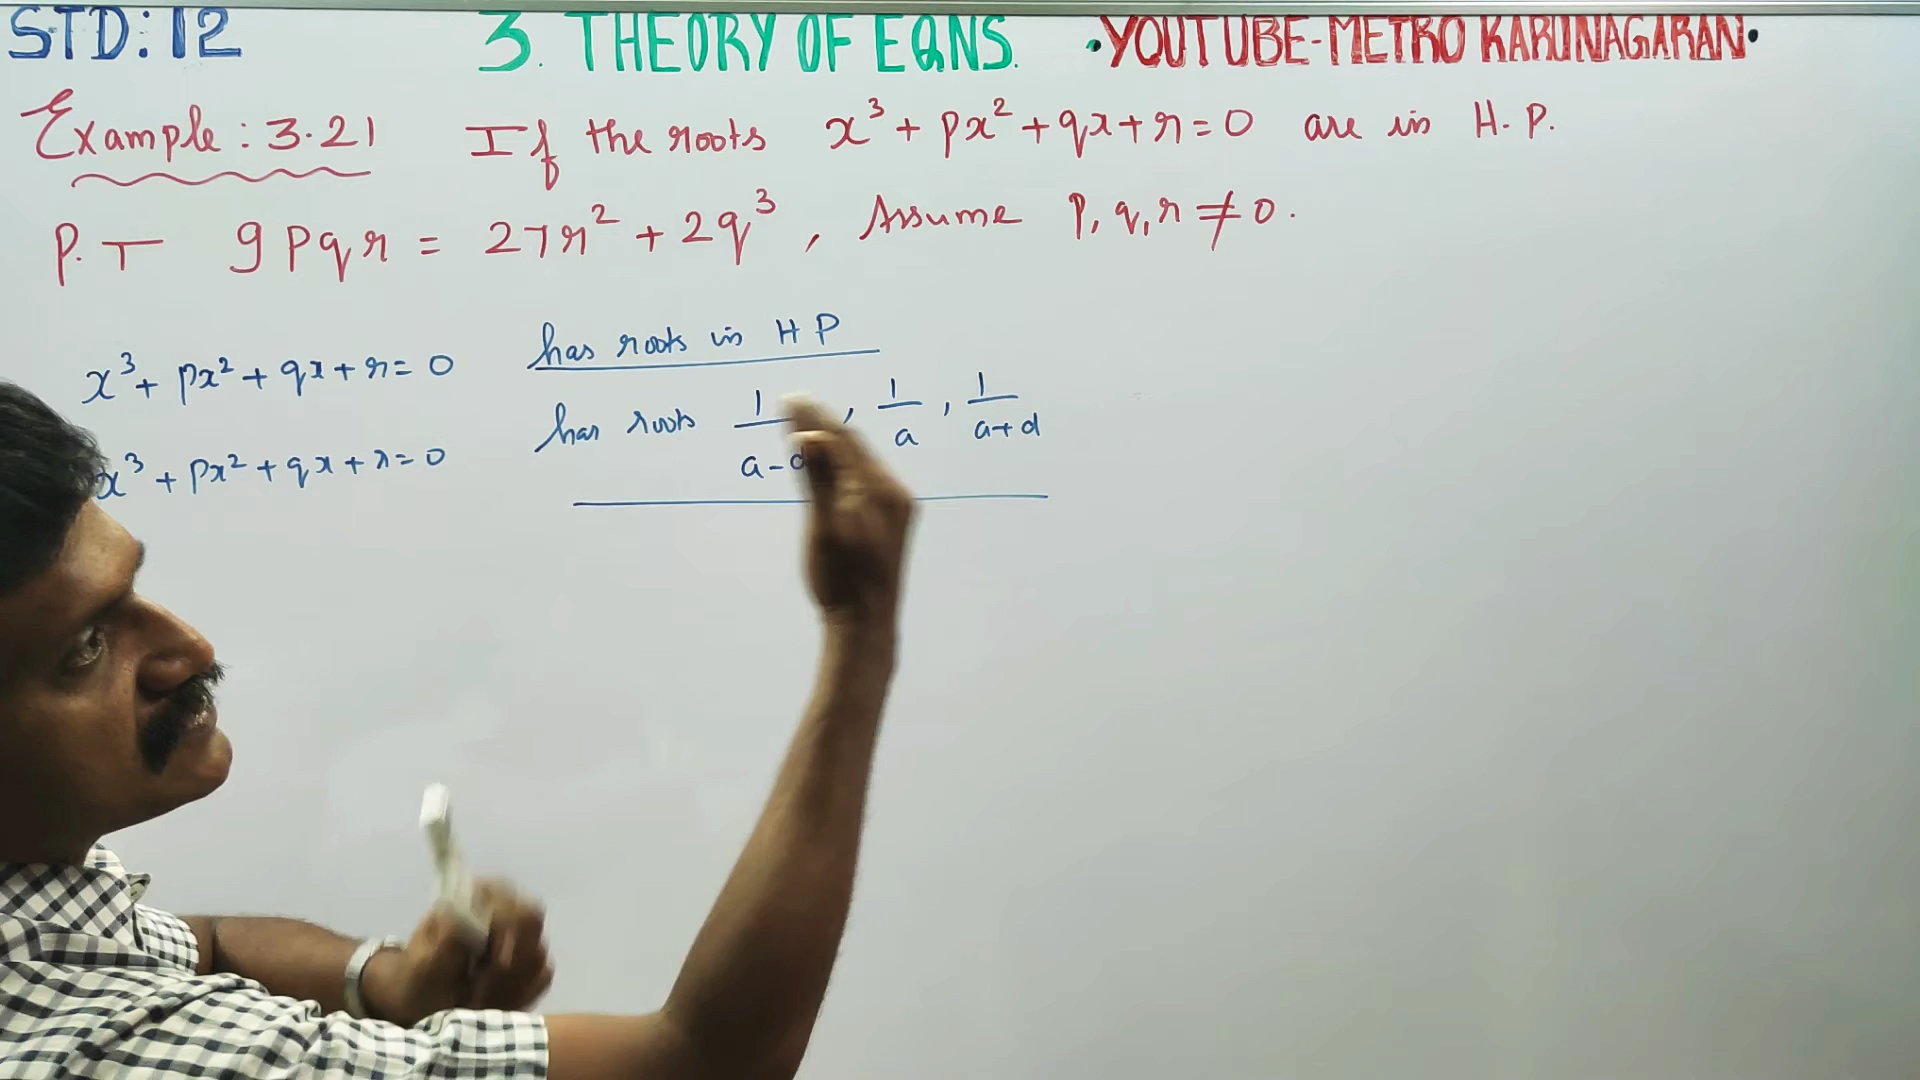 STD: 12 3. THEORY OF EQNS. •YOUTUBE-METRO KARUNAGARAN•
Example: 3.21 If the roots x³ + px² + qx + r = 0 are in H.P.
P.T 9pqr = 27r² + 2q³, Assume p, q, r ≠ 0.
x³ + px² + qx + r = 0 has roots in HP
x³ + px² + qx + r = 0 has roots 1/(a-d), 1/a, 1/(a+d)